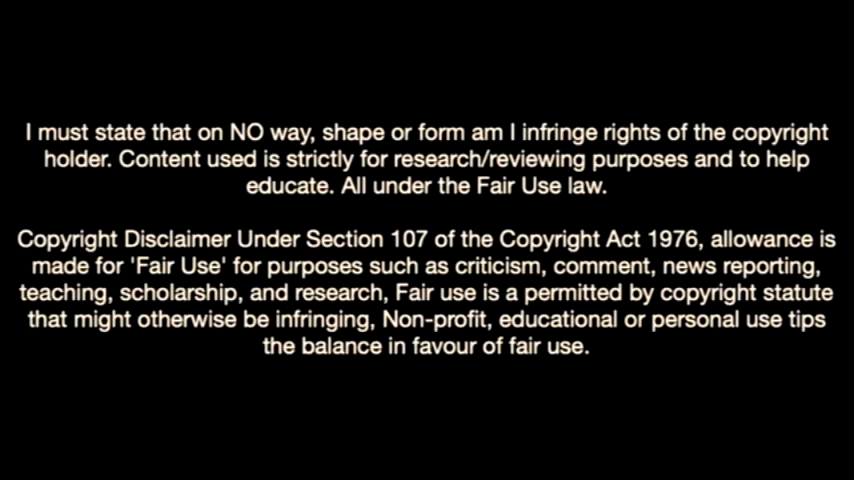 I must state that on NO way, shape or form am I infringe rights of the copyright
holder. Content used is strictly for research/reviewing purposes and to help
educate. All under the Fair Use law.
Copyright Disclaimer Under Section 107 of the Copyright Act 1976, allowance is
made for 'Fair Use' for purposes such as criticism, comment, news reporting,
teaching, scholarship, and research, Fair use is a permitted by copyright statute
that might otherwise be infringing, Non-profit, educational or personal use tips
the balance in favour of fair use.